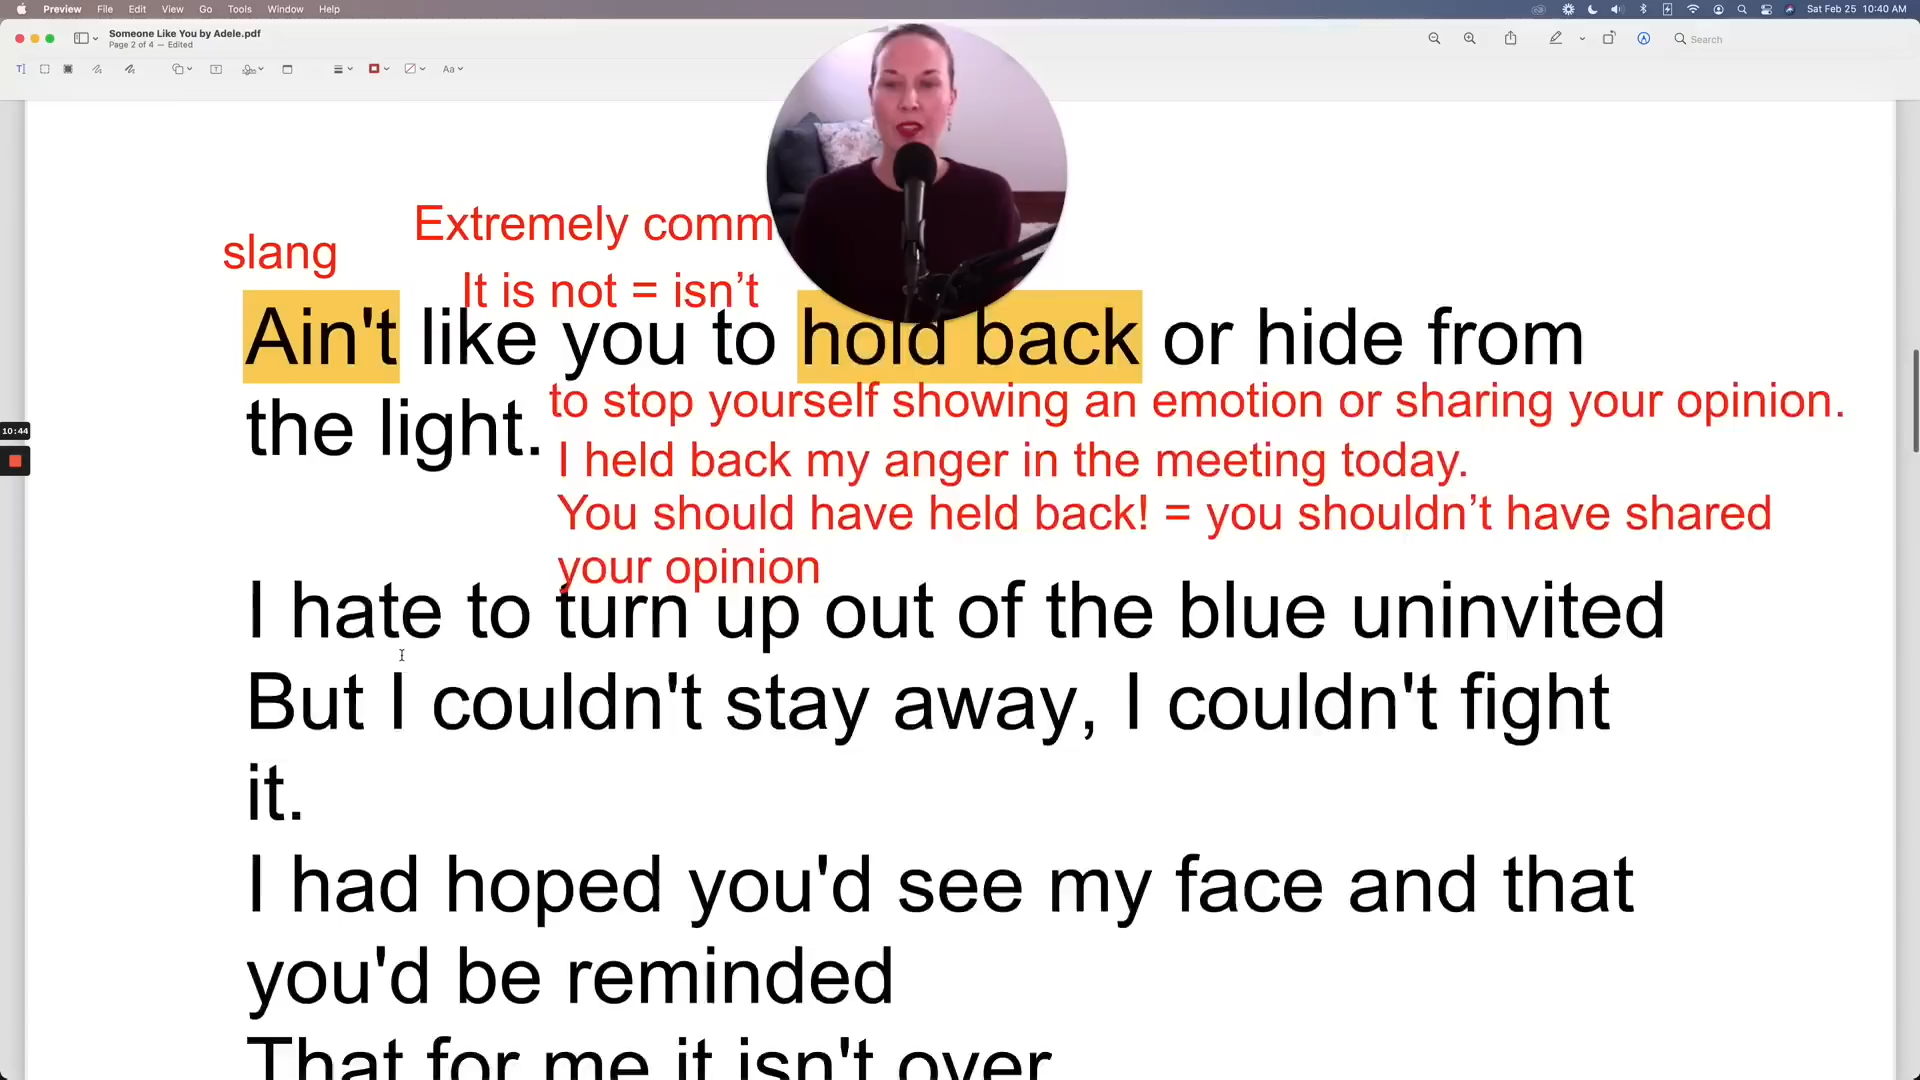 Preview File Edit View Go Tools Window Help
Sat Feb 25 10:40 AM
Someone Like You by Adele.pdf
Page 2 of 4 — Edited
Search
Aa
Extremely comm
slang
It is not = isn’t
Ain't like you to hold back or hide from
to stop yourself showing an emotion or sharing your opinion.
the light.
10:44
I held back my anger in the meeting today.
You should have held back! = you shouldn’t have shared
your opinion
I hate to turn up out of the blue uninvited
But I couldn't stay away, I couldn't fight
it.
I had hoped you'd see my face and that
you'd be reminded
That for me it isn't over